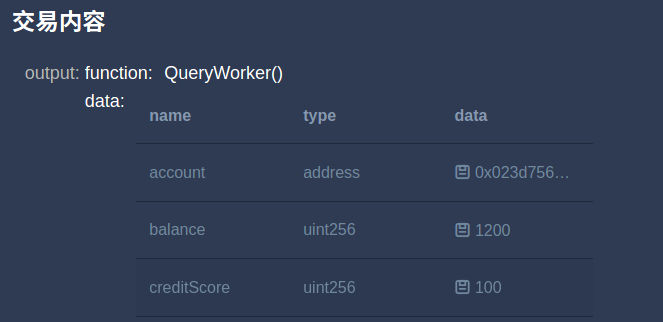 交易内容
output: function: QueryWorker()
data:
name type data
account address 0x023d756…
balance uint256 1200
creditScore uint256 100